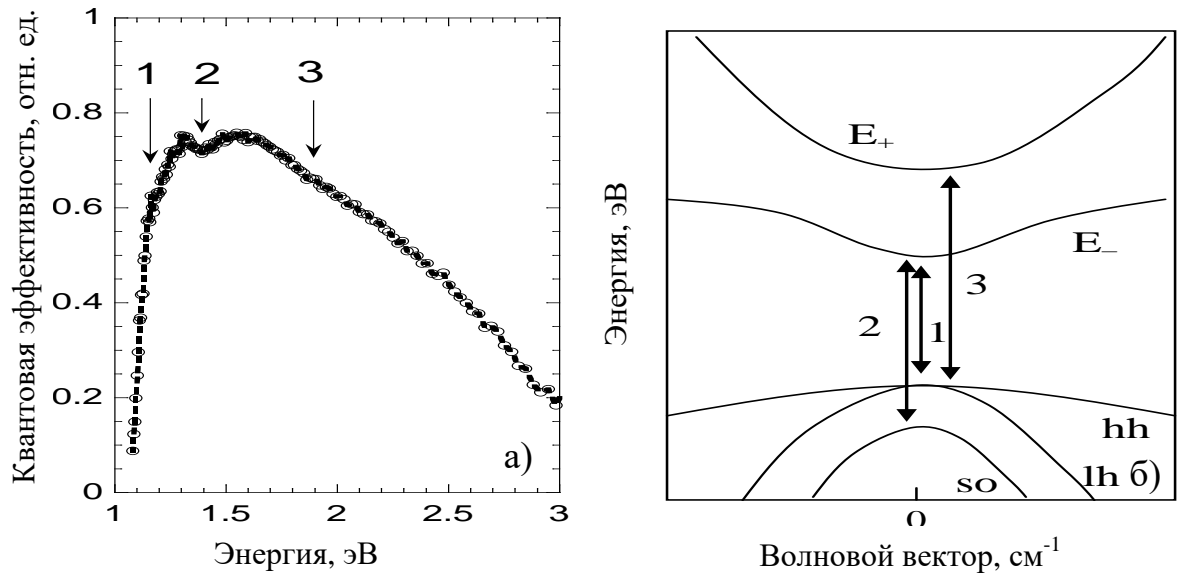 Квантовая эффективность, отн. ед.
1
0.8
0.6
0.4
0.2
0
1 2 3
а)
1 1.5 2 2.5 3
Энергия, эВ
Энергия, эВ
E+
E−
3
2 1
hh
lh б)
so
0
Волновой вектор, см-1